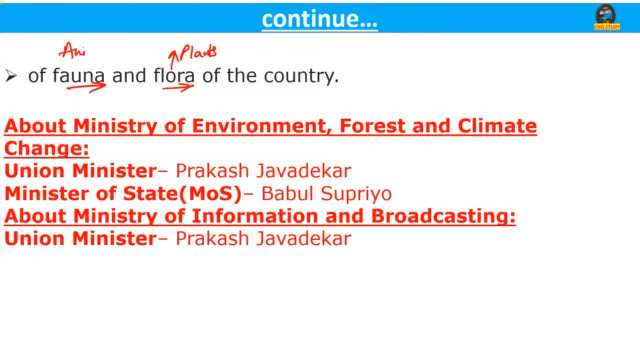 continue...
Ani Plants
➢ of fauna and flora of the country.
About Ministry of Environment, Forest and Climate
Change:
Union Minister– Prakash Javadekar
Minister of State(MoS)– Babul Supriyo
About Ministry of Information and Broadcasting:
Union Minister– Prakash Javadekar